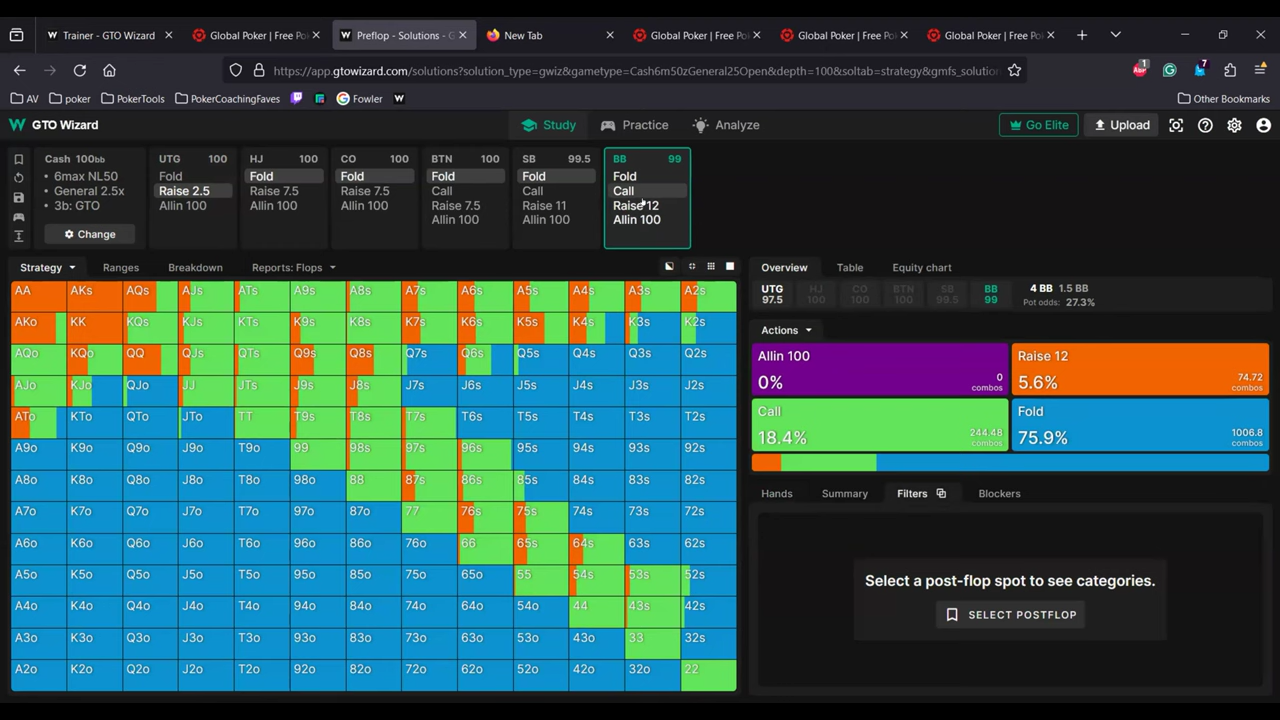 Trainer - GTO Wizard
Global Poker | Free Po
Preflop - Solutions - G
New Tab
Global Poker | Free Po
Global Poker | Free Po
Global Poker | Free Po
https://app.gtowizard.com/solutions?solution_type=gwiz&gametype=Cash6m50zGeneral25Open&depth=100&soltab=strategy&gmfs_solution
1
7
AV
poker
PokerTools
PokerCoachingFaves
Fowler
Other Bookmarks
GTO Wizard
Study
Practice
Analyze
Go Elite
Upload
Cash 100bb
6max NL50
General 2.5x
3b: GTO
Change
UTG 100
Fold
Raise 2.5
Allin 100
HJ 100
Fold
Raise 7.5
Allin 100
CO 100
Fold
Raise 7.5
Allin 100
BTN 100
Fold
Call
Raise 7.5
Allin 100
SB 99.5
Fold
Call
Raise 11
Allin 100
BB 99
Fold
Call
Raise 12
Allin 100
Strategy
Ranges
Breakdown
Reports: Flops
AA AKs AQs AJs ATs A9s A8s A7s A6s A5s A4s A3s A2s
AKo KK KQs KJs KTs K9s K8s K7s K6s K5s K4s K3s K2s
AQo KQo QQ QJs QTs Q9s Q8s Q7s Q6s Q5s Q4s Q3s Q2s
AJo KJo QJo JJ JTs J9s J8s J7s J6s J5s J4s J3s J2s
ATo KTo QTo JTo TT T9s T8s T7s T6s T5s T4s T3s T2s
A9o K9o Q9o J9o T9o 99 98s 97s 96s 95s 94s 93s 92s
A8o K8o Q8o J8o T8o 98o 88 87s 86s 85s 84s 83s 82s
A7o K7o Q7o J7o T7o 97o 87o 77 76s 75s 74s 73s 72s
A6o K6o Q6o J6o T6o 96o 86o 76o 66 65s 64s 63s 62s
A5o K5o Q5o J5o T5o 95o 85o 75o 65o 55 54s 53s 52s
A4o K4o Q4o J4o T4o 94o 84o 74o 64o 54o 44 43s 42s
A3o K3o Q3o J3o T3o 93o 83o 73o 63o 53o 43o 33 32s
A2o K2o Q2o J2o T2o 92o 82o 72o 62o 52o 42o 32o 22
Overview
Table
Equity chart
UTG
97.5
HJ
100
CO
100
BTN
100
SB
99.5
BB
99
4 BB 1.5 BB
Pot odds: 27.3%
Actions
Allin 100
0%
0
combos
Raise 12
5.6%
74.72
combos
Call
18.4%
244.48
combos
Fold
75.9%
1006.8
combos
Hands
Summary
Filters
Blockers
Select a post-flop spot to see categories.
SELECT POSTFLOP